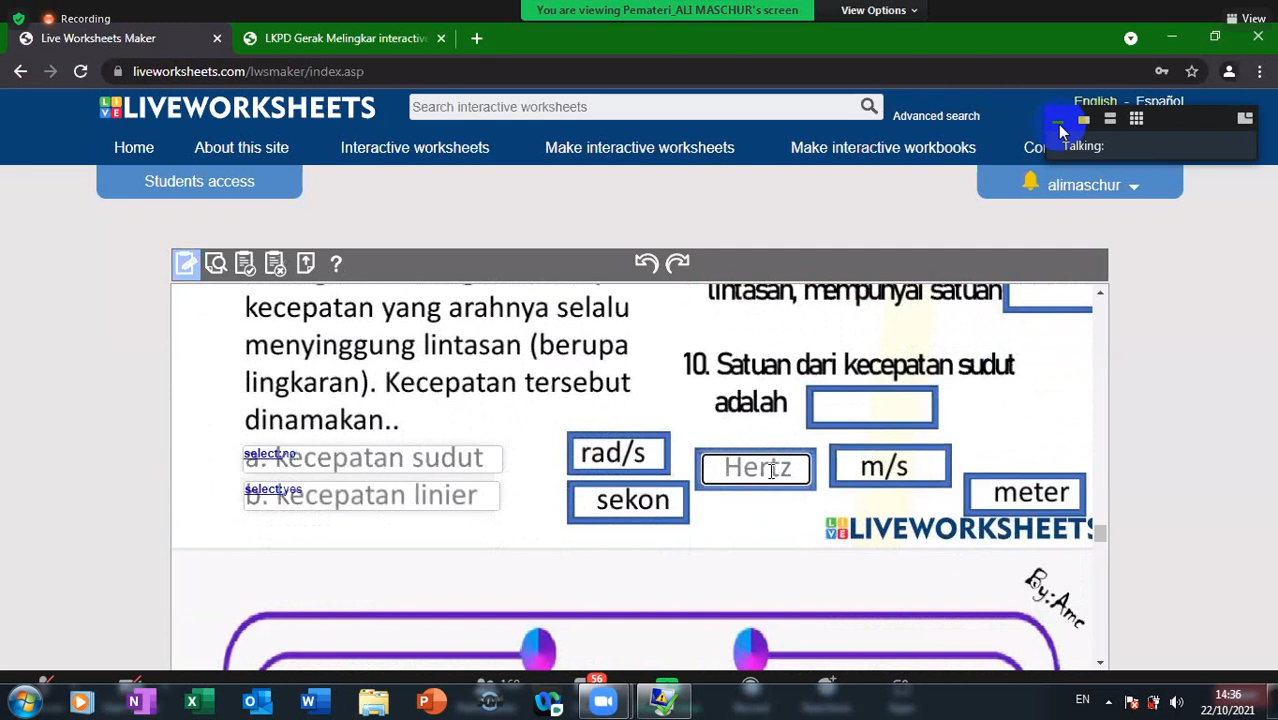 Recording
You are viewing Pemateri_ALI MASCHUR's screen
View Options
View
Live Worksheets Maker
LKPD Gerak Melingkar interactiv
liveworksheets.com/lwsmaker/index.asp
LIVE LIVEWORKSHEETS
Search interactive worksheets
Advanced search
English - Español
Home
About this site
Interactive worksheets
Make interactive worksheets
Make interactive workbooks
Co
Talking:
Students access
alimaschur
?
kecepatan yang arahnya selalu
menyinggung lintasan (berupa
lingkaran). Kecepatan tersebut
dinamakan..
select:no
a. Kecepatan sudut
select:yes
b. Kecepatan linier
lintasan, mempunyai satuan
10. Satuan dari kecepatan sudut
adalah
rad/s
Hertz
m/s
sekon
meter
LIVE LIVEWORKSHEETS
By: Amc
56
EN
14:36
22/10/2021